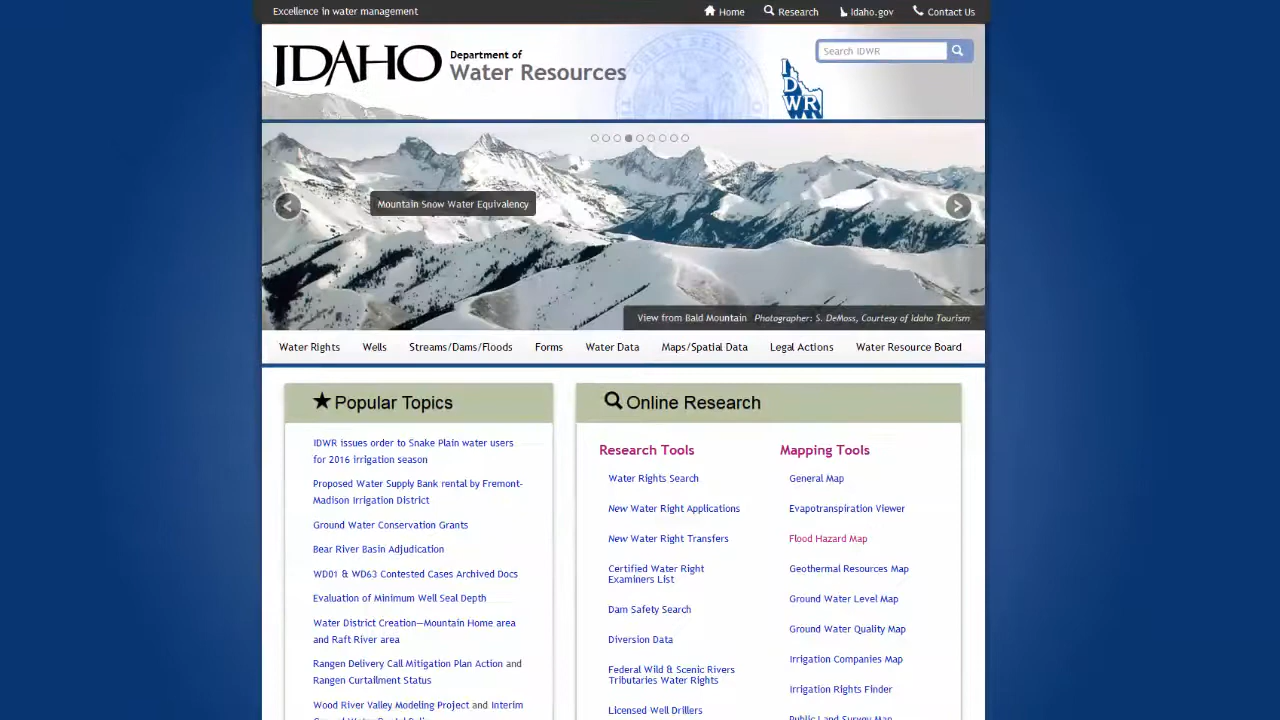 Excellence in water management
Home
Research
Idaho.gov
Contact Us
IDAHO
Department of
Water Resources
Search IDWR
D
WR
Mountain Snow Water Equivalency
<
>
View from Bald Mountain Photographer: S. DeMoss, Courtesy of Idaho Tourism
Water Rights
Wells
Streams/Dams/Floods
Forms
Water Data
Maps/Spatial Data
Legal Actions
Water Resource Board
Popular Topics
IDWR issues order to Snake Plain water users
for 2016 irrigation season
Proposed Water Supply Bank rental by Fremont-
Madison Irrigation District
Ground Water Conservation Grants
Bear River Basin Adjudication
WD01 & WD63 Contested Cases Archived Docs
Evaluation of Minimum Well Seal Depth
Water District Creation—Mountain Home area
and Raft River area
Rangen Delivery Call Mitigation Plan Action and
Rangen Curtailment Status
Wood River Valley Modeling Project and Interim
Online Research
Research Tools
Water Rights Search
New Water Right Applications
New Water Right Transfers
Certified Water Right
Examiners List
Dam Safety Search
Diversion Data
Federal Wild & Scenic Rivers
Tributaries Water Rights
Licensed Well Drillers
Mapping Tools
General Map
Evapotranspiration Viewer
Flood Hazard Map
Geothermal Resources Map
Ground Water Level Map
Ground Water Quality Map
Irrigation Companies Map
Irrigation Rights Finder
Public Land Survey Map